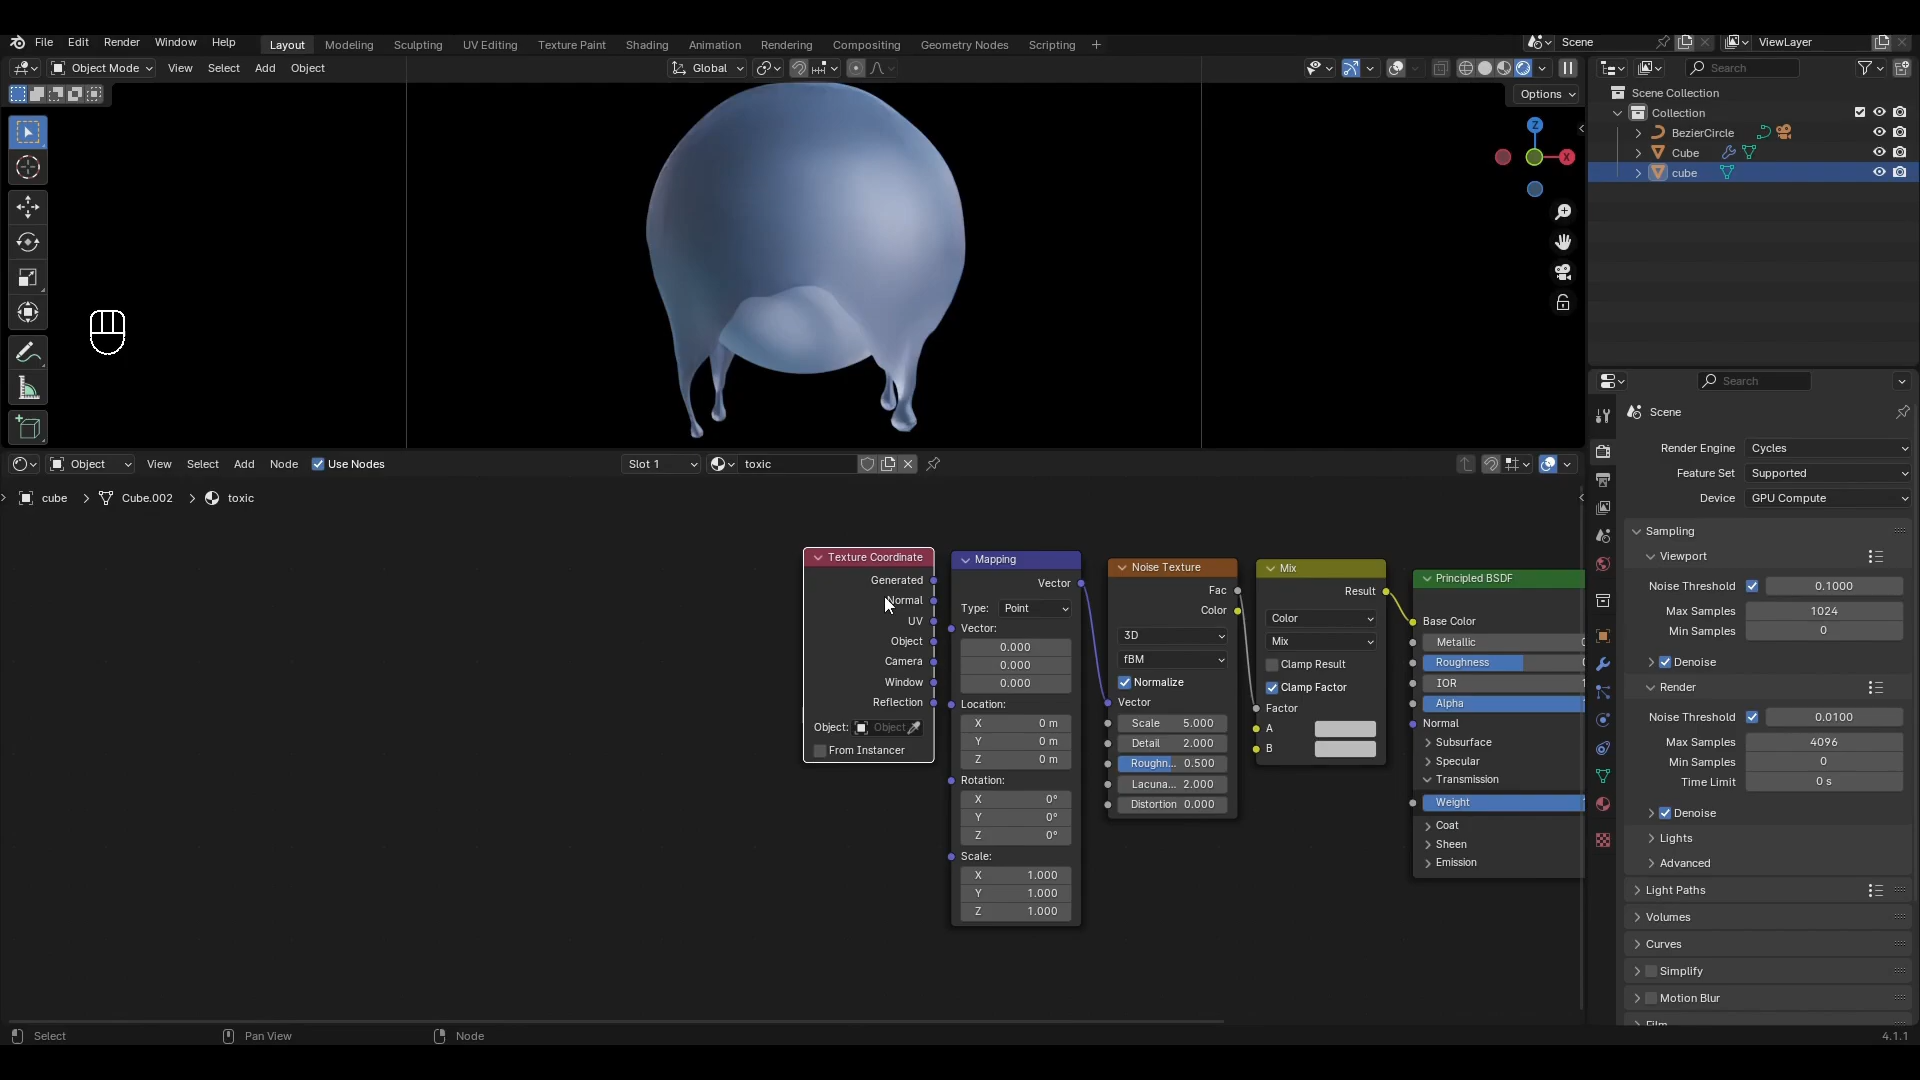 File Edit Render Window Help Layout Modeling Sculpting UV Editing Texture Paint Shading Animation Rendering Compositing Geometry Nodes Scripting + Scene ViewLayer
Object Mode View Select Add Object Global Search
Options
Z
X
Scene Collection
Collection
BezierCircle
Cube
cube
Object View Select Add Node Use Nodes Slot 1 toxic
cube > Cube.002 > toxic
Texture Coordinate
Generated
Normal
UV
Object
Camera
Window
Reflection
Object: Object
From Instancer
Mapping
Vector
Type: Point
Vector:
0.000
0.000
0.000
Location:
X 0 m
Y 0 m
Z 0 m
Rotation:
X 0°
Y 0°
Z 0°
Scale:
X 1.000
Y 1.000
Z 1.000
Noise Texture
Fac
Color
3D
fBM
Normalize
Vector
Scale 5.000
Detail 2.000
Roughn... 0.500
Lacuna... 2.000
Distortion 0.000
Mix
Result
Color
Mix
Clamp Result
Clamp Factor
Factor
A
B
Principled BSDF
Base Color
Metallic
Roughness
IOR
Alpha
Normal
Subsurface
Specular
Transmission
Weight
Coat
Sheen
Emission
Search
Scene
Render Engine Cycles
Feature Set Supported
Device GPU Compute
Sampling
Viewport
Noise Threshold 0.1000
Max Samples 1024
Min Samples 0
Denoise
Render
Noise Threshold 0.0100
Max Samples 4096
Min Samples 0
Time Limit 0 s
Denoise
Lights
Advanced
Light Paths
Volumes
Curves
Simplify
Motion Blur
Film
Select Pan View Node 4.1.1